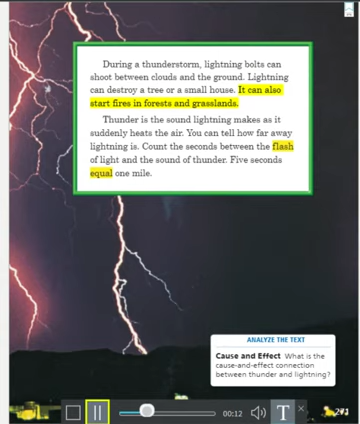 During a thunderstorm, lightning bolts can
shoot between clouds and the ground. Lightning
can destroy a tree or a small house. It can also
start fires in forests and grasslands.
Thunder is the sound lightning makes as it
suddenly heats the air. You can tell how far away
lightning is. Count the seconds between the flash
of light and the sound of thunder. Five seconds
equal one mile.
ANALYZE THE TEXT
Cause and Effect What is the
cause-and-effect connection
between thunder and lightning?
00:12
T